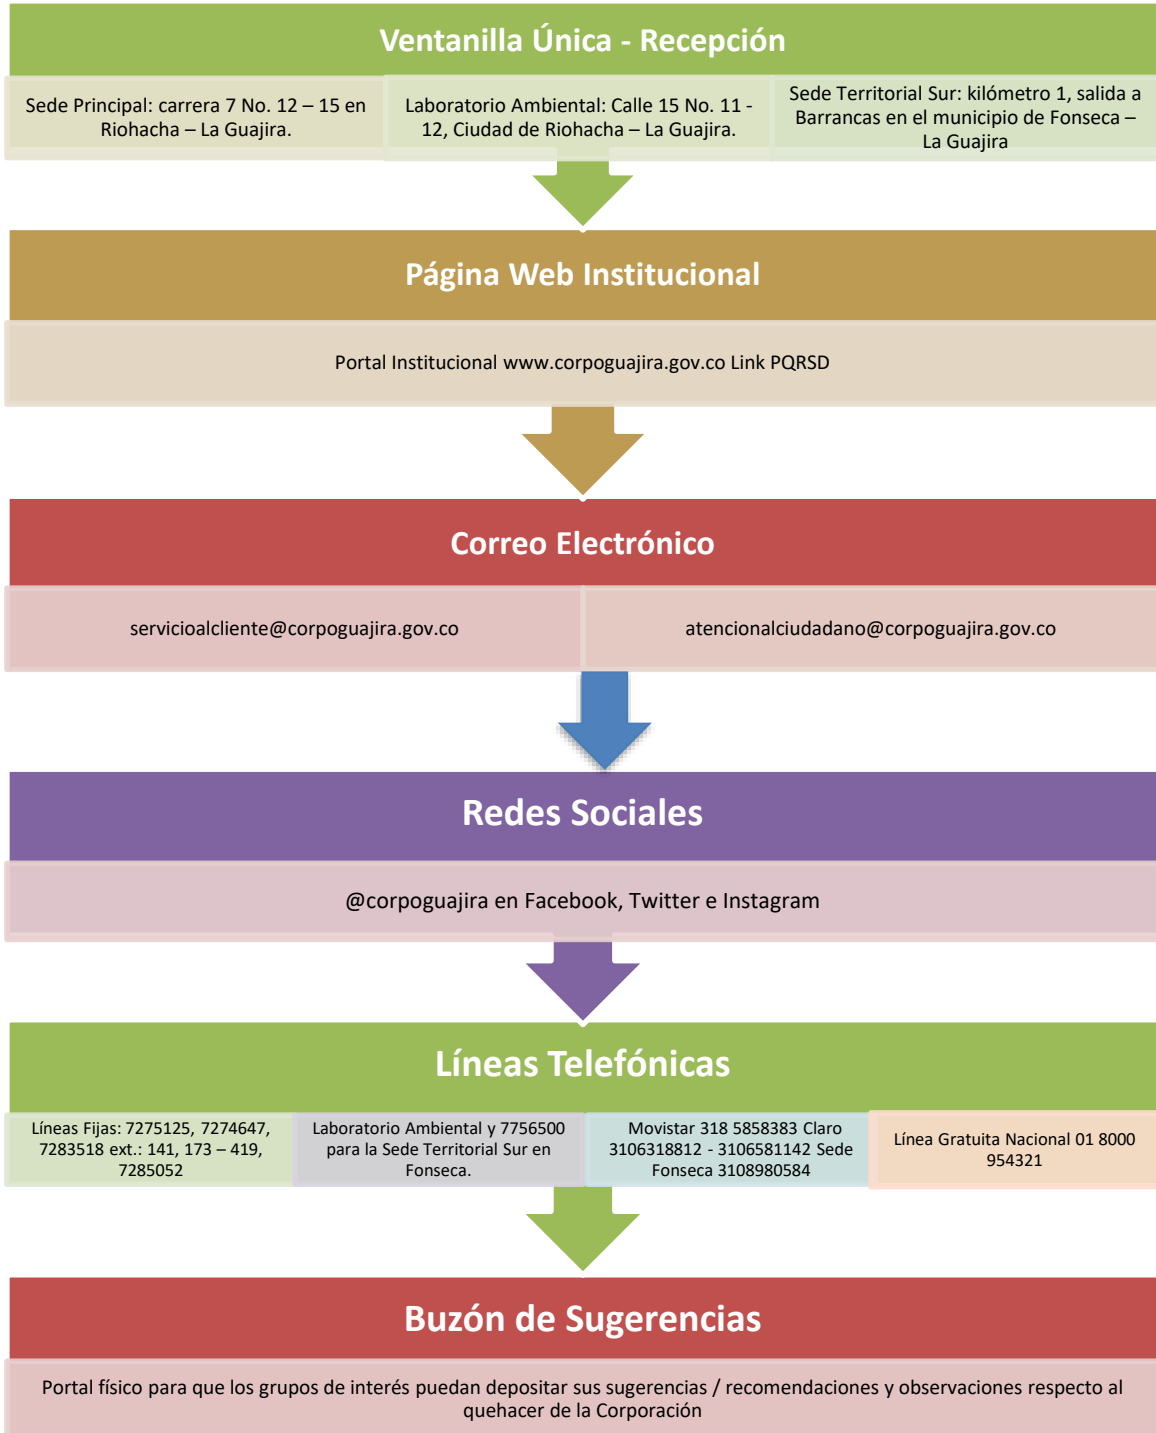 Ventanilla Única - Recepción
Sede Principal: carrera 7 No. 12 – 15 en
Riohacha – La Guajira.
Laboratorio Ambiental: Calle 15 No. 11 -
12, Ciudad de Riohacha – La Guajira.
Sede Territorial Sur: kilómetro 1, salida a
Barrancas en el municipio de Fonseca –
La Guajira
Página Web Institucional
Portal Institucional www.corpoguajira.gov.co Link PQRSD
Correo Electrónico
servicioalcliente@corpoguajira.gov.co
atencionalciudadano@corpoguajira.gov.co
Redes Sociales
@corpoguajira en Facebook, Twitter e Instagram
Líneas Telefónicas
Líneas Fijas: 7275125, 7274647,
7283518 ext.: 141, 173 – 419,
7285052
Laboratorio Ambiental y 7756500
para la Sede Territorial Sur en
Fonseca.
Movistar 318 5858383 Claro
3106318812 - 3106581142 Sede
Fonseca 3108980584
Línea Gratuita Nacional 01 8000
954321
Buzón de Sugerencias
Portal físico para que los grupos de interés puedan depositar sus sugerencias / recomendaciones y observaciones respecto al
quehacer de la Corporación